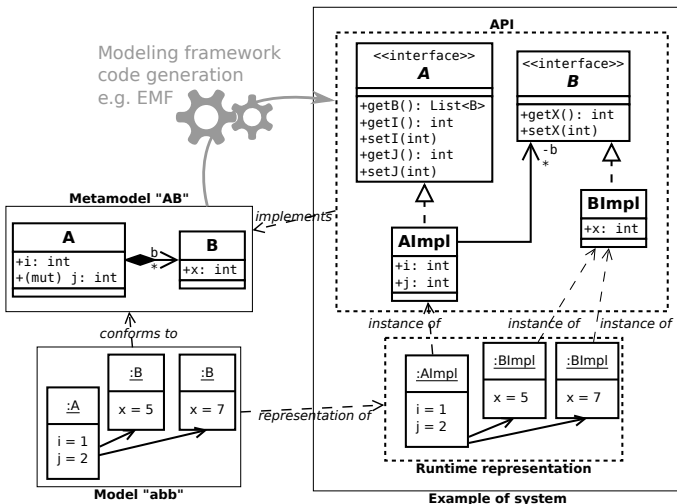 API
Modeling framework
code generation
e.g. EMF
<<interface>>
A
+getB(): List<B>
+getI(): int
+setI(int)
+getJ(): int
+setJ(int)
<<interface>>
B
+getX(): int
+setX(int)
-b
*
AImpl
+i: int
+j: int
BImpl
+x: int
implements
Metamodel "AB"
A
+i: int
+(mut) j: int
b
*
B
+x: int
conforms to
instance of
instance of
instance of
:A
i = 1
j = 2
:B
x = 5
:B
x = 7
Model "abb"
representation of
:AImpl
i = 1
j = 2
:BImpl
x = 5
:BImpl
x = 7
Runtime representation
Example of system